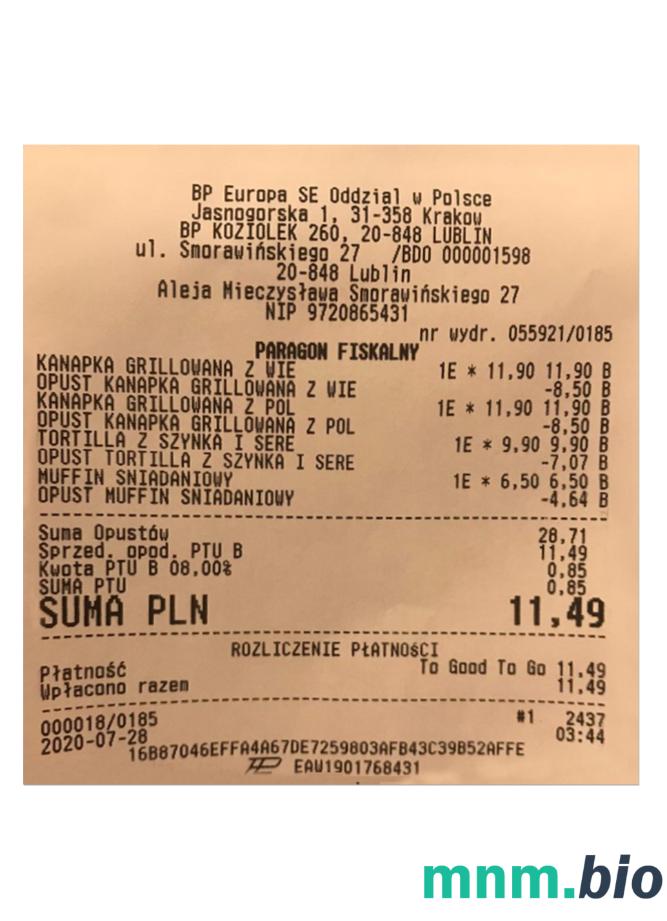 BP Europa SE Oddzial w Polsce
Jasnogorska 1, 31-358 Krakow
BP KOZIOLEK 260, 20-848 LUBLIN
ul. Smorawińskiego 27 /BDO 000001598
20-848 Lublin
Aleja Mieczysława Smorawińskiego 27
NIP 9720865431
nr wydr. 055921/0185
PARAGON FISKALNY
KANAPKA GRILLOWANA Z WIE 1E * 11,90 11,90 B
OPUST KANAPKA GRILLOWANA Z WIE -8,50 B
KANAPKA GRILLOWANA Z POL 1E * 11,90 11,90 B
OPUST KANAPKA GRILLOWANA Z POL -8,50 B
TORTILLA Z SZYNKA I SERE 1E * 9,90 9,90 B
OPUST TORTILLA Z SZYNKA I SERE -7,07 B
MUFFIN SNIADANIOWY 1E * 6,50 6,50 B
OPUST MUFFIN SNIADANIOWY -4,64 B
Suma Opustów 28,71
Sprzed. opod. PTU B 11,49
Kwota PTU B 08,00% 0,85
SUMA PTU 0,85
SUMA PLN 11,49
ROZLICZENIE PŁATNOŚCI
Płatność To Good To Go 11,49
Wpłacono razem 11,49
000018/0185 #1 2437
2020-07-28 03:44
16B87046EFFA4A67DE7259803AFB43C39B52AFFE
EAW1901768431
mnm.bio